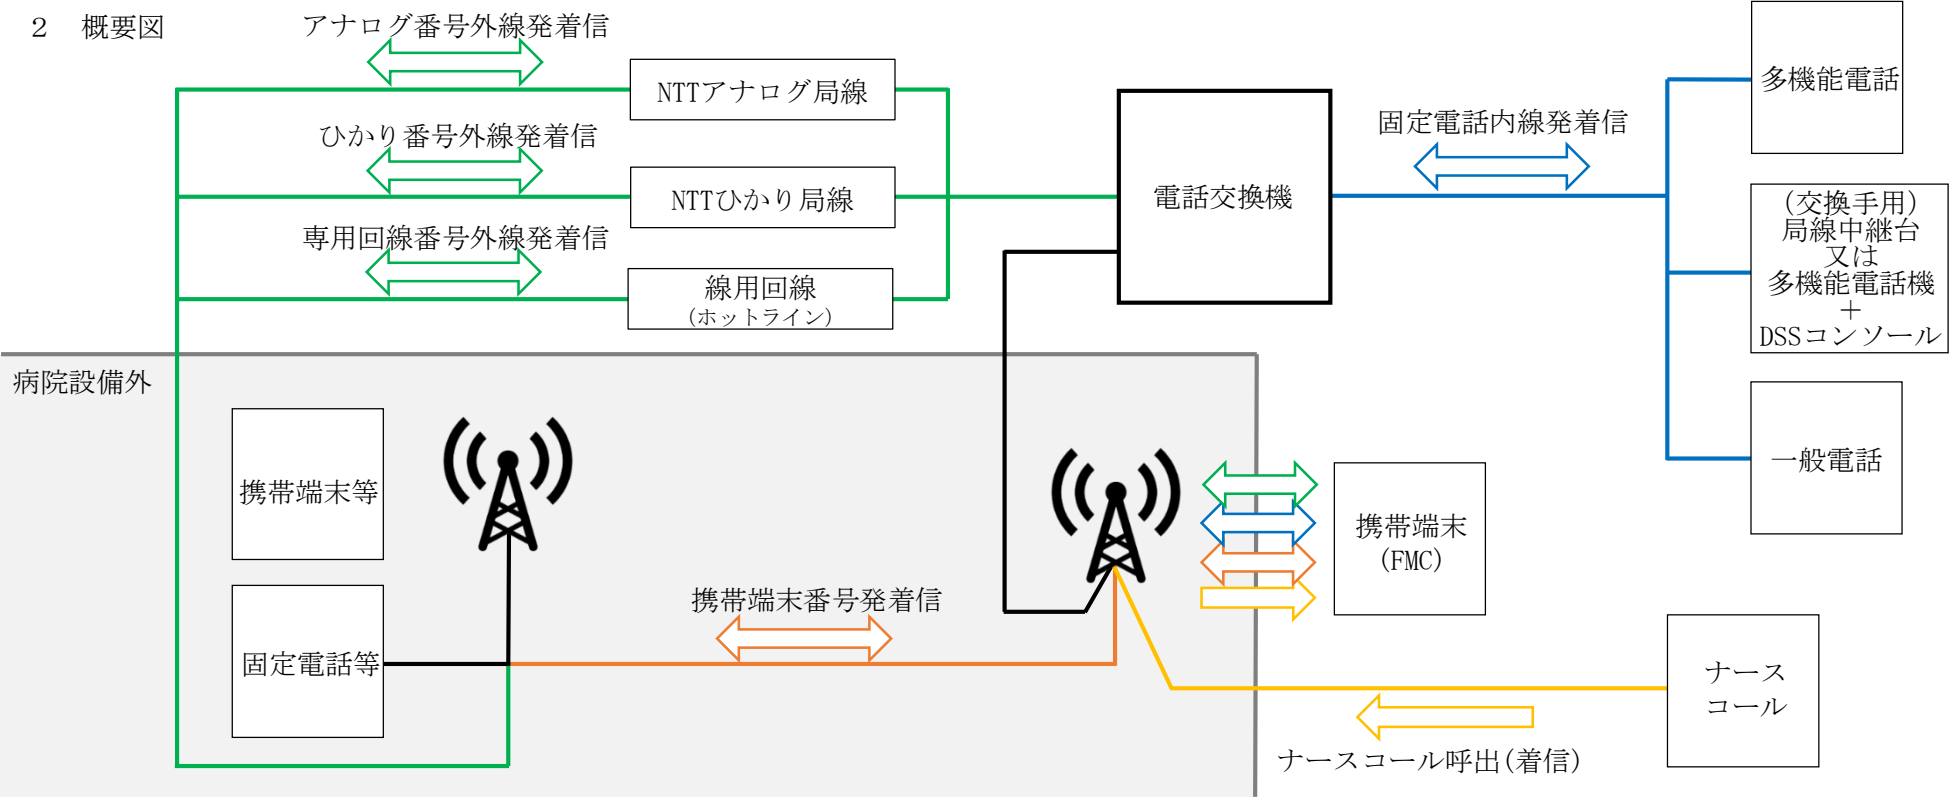 ２　概要図
アナログ番号外線発着信
NTTアナログ局線
ひかり番号外線発着信
NTTひかり局線
専用回線番号外線発着信
線用回線
(ホットライン)
電話交換機
固定電話内線発着信
多機能電話
(交換手用)
局線中継台
又は
多機能電話機
＋
DSSコンソール
一般電話
病院設備外
携帯端末等
固定電話等
携帯端末番号発着信
携帯端末
(FMC)
ナース
コール
ナースコール呼出(着信)